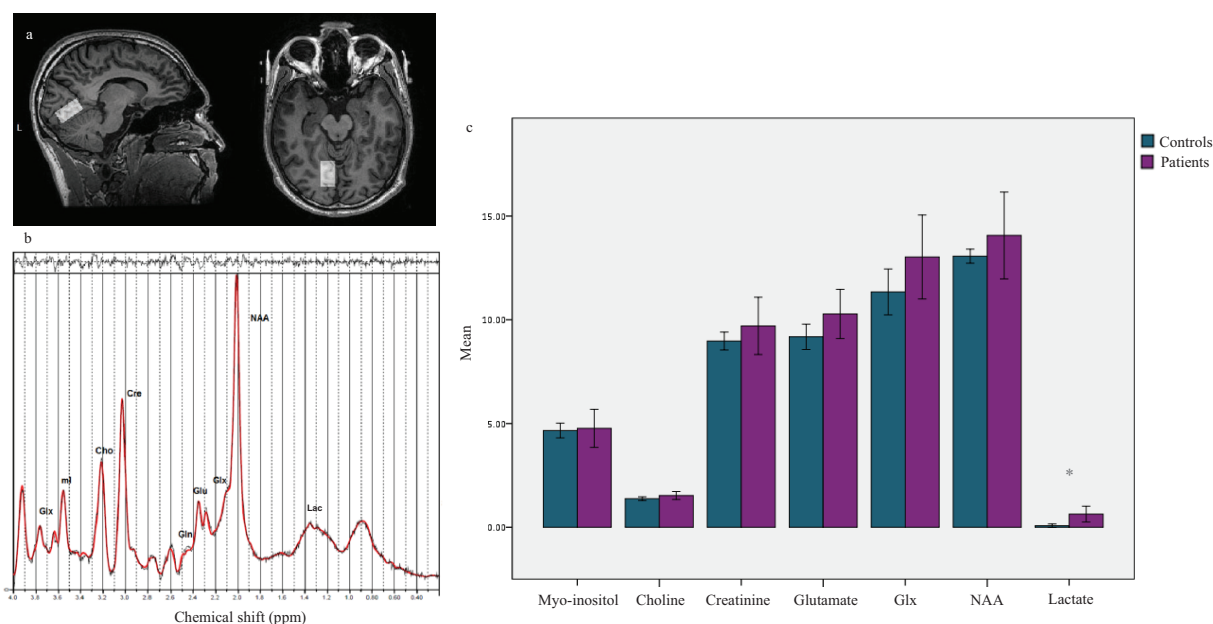 a
L
b
NAA
Cre
Cho
mI
Glx
Glu
Glx
Gln
Lac
4.0 3.8 3.6 3.4 3.2 3.0 2.8 2.6 2.4 2.2 2.0 1.8 1.6 1.4 1.2 1.0 0.80 0.60 0.40
Chemical shift (ppm)
c
Controls
Patients
15.00
10.00
5.00
0.00
Mean
*
Myo-inositol Choline Creatinine Glutamate Glx NAA Lactate